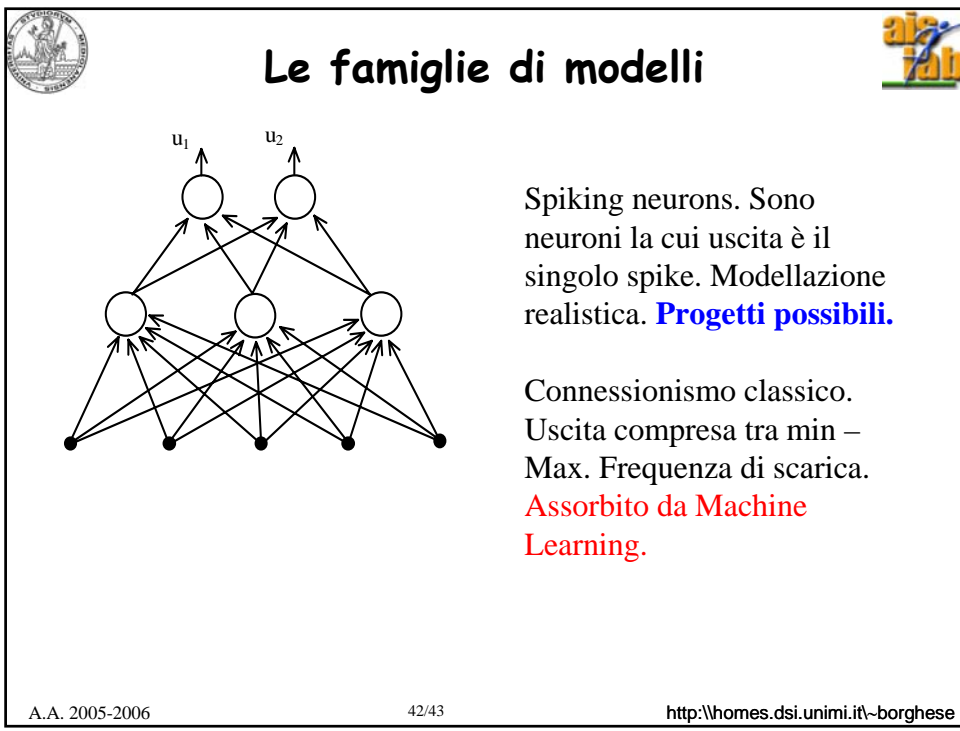 Le famiglie di modelli
u1
u2
Spiking neurons. Sono
neuroni la cui uscita è il
singolo spike. Modellazione
realistica. Progetti possibili.
Connessionismo classico.
Uscita compresa tra min –
Max. Frequenza di scarica.
Assorbito da Machine
Learning.
A.A. 2005-2006
42/43
http:\\homes.dsi.unimi.it\~borghese